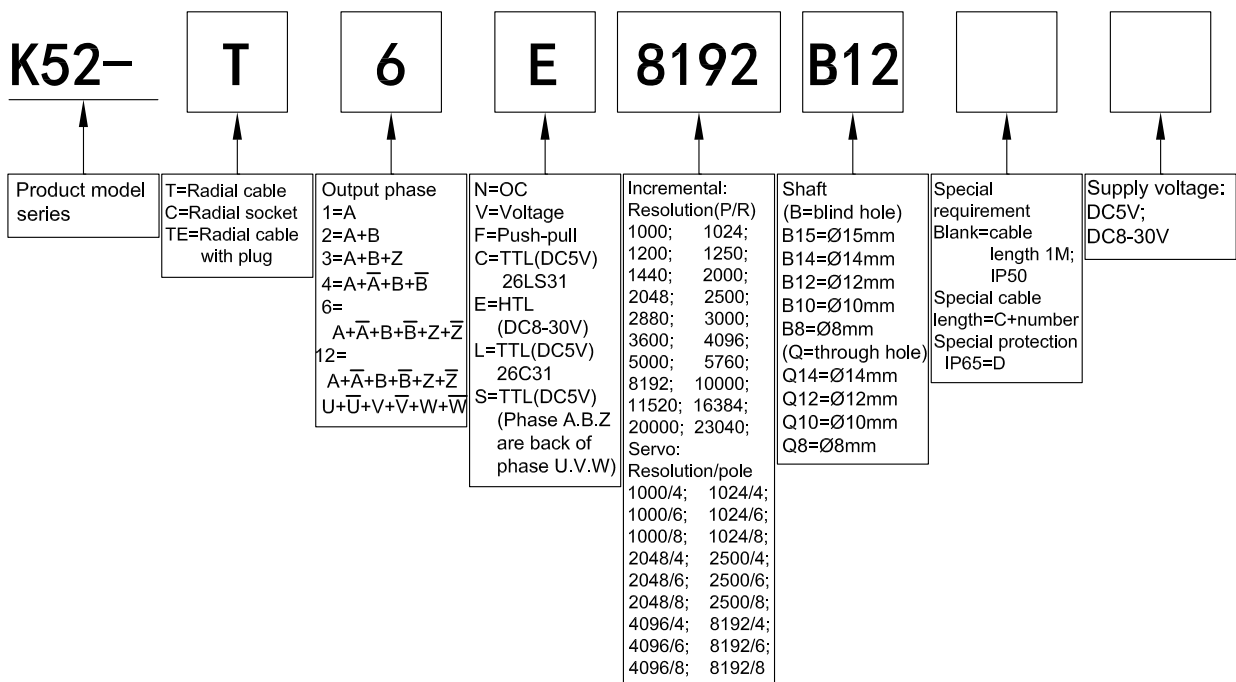 K52- T 6 E 8192 B12
Product model
series
T=Radial cable
C=Radial socket
TE=Radial cable
with plug
Output phase
1=A
2=A+B
3=A+B+Z
4=A+A̅+B+B̅
6=
A+A̅+B+B̅+Z+Z̅
12=
A+A̅+B+B̅+Z+Z̅
U+U̅+V+V̅+W+W̅
N=OC
V=Voltage
F=Push-pull
C=TTL(DC5V)
26LS31
E=HTL
(DC8-30V)
L=TTL(DC5V)
26C31
S=TTL(DC5V)
(Phase A.B.Z
are back of
phase U.V.W)
Incremental:
Resolution(P/R)
1000; 1024;
1200; 1250;
1440; 2000;
2048; 2500;
2880; 3000;
3600; 4096;
5000; 5760;
8192; 10000;
11520; 16384;
20000; 23040;
Servo:
Resolution/pole
1000/4; 1024/4;
1000/6; 1024/6;
1000/8; 1024/8;
2048/4; 2500/4;
2048/6; 2500/6;
2048/8; 2500/8;
4096/4; 8192/4;
4096/6; 8192/6;
4096/8; 8192/8
Shaft
(B=blind hole)
B15=Ø15mm
B14=Ø14mm
B12=Ø12mm
B10=Ø10mm
B8=Ø8mm
(Q=through hole)
Q14=Ø14mm
Q12=Ø12mm
Q10=Ø10mm
Q8=Ø8mm
Special
requirement
Blank=cable
length 1M;
IP50
Special cable
length=C+number
Special protection
IP65=D
Supply voltage:
DC5V;
DC8-30V